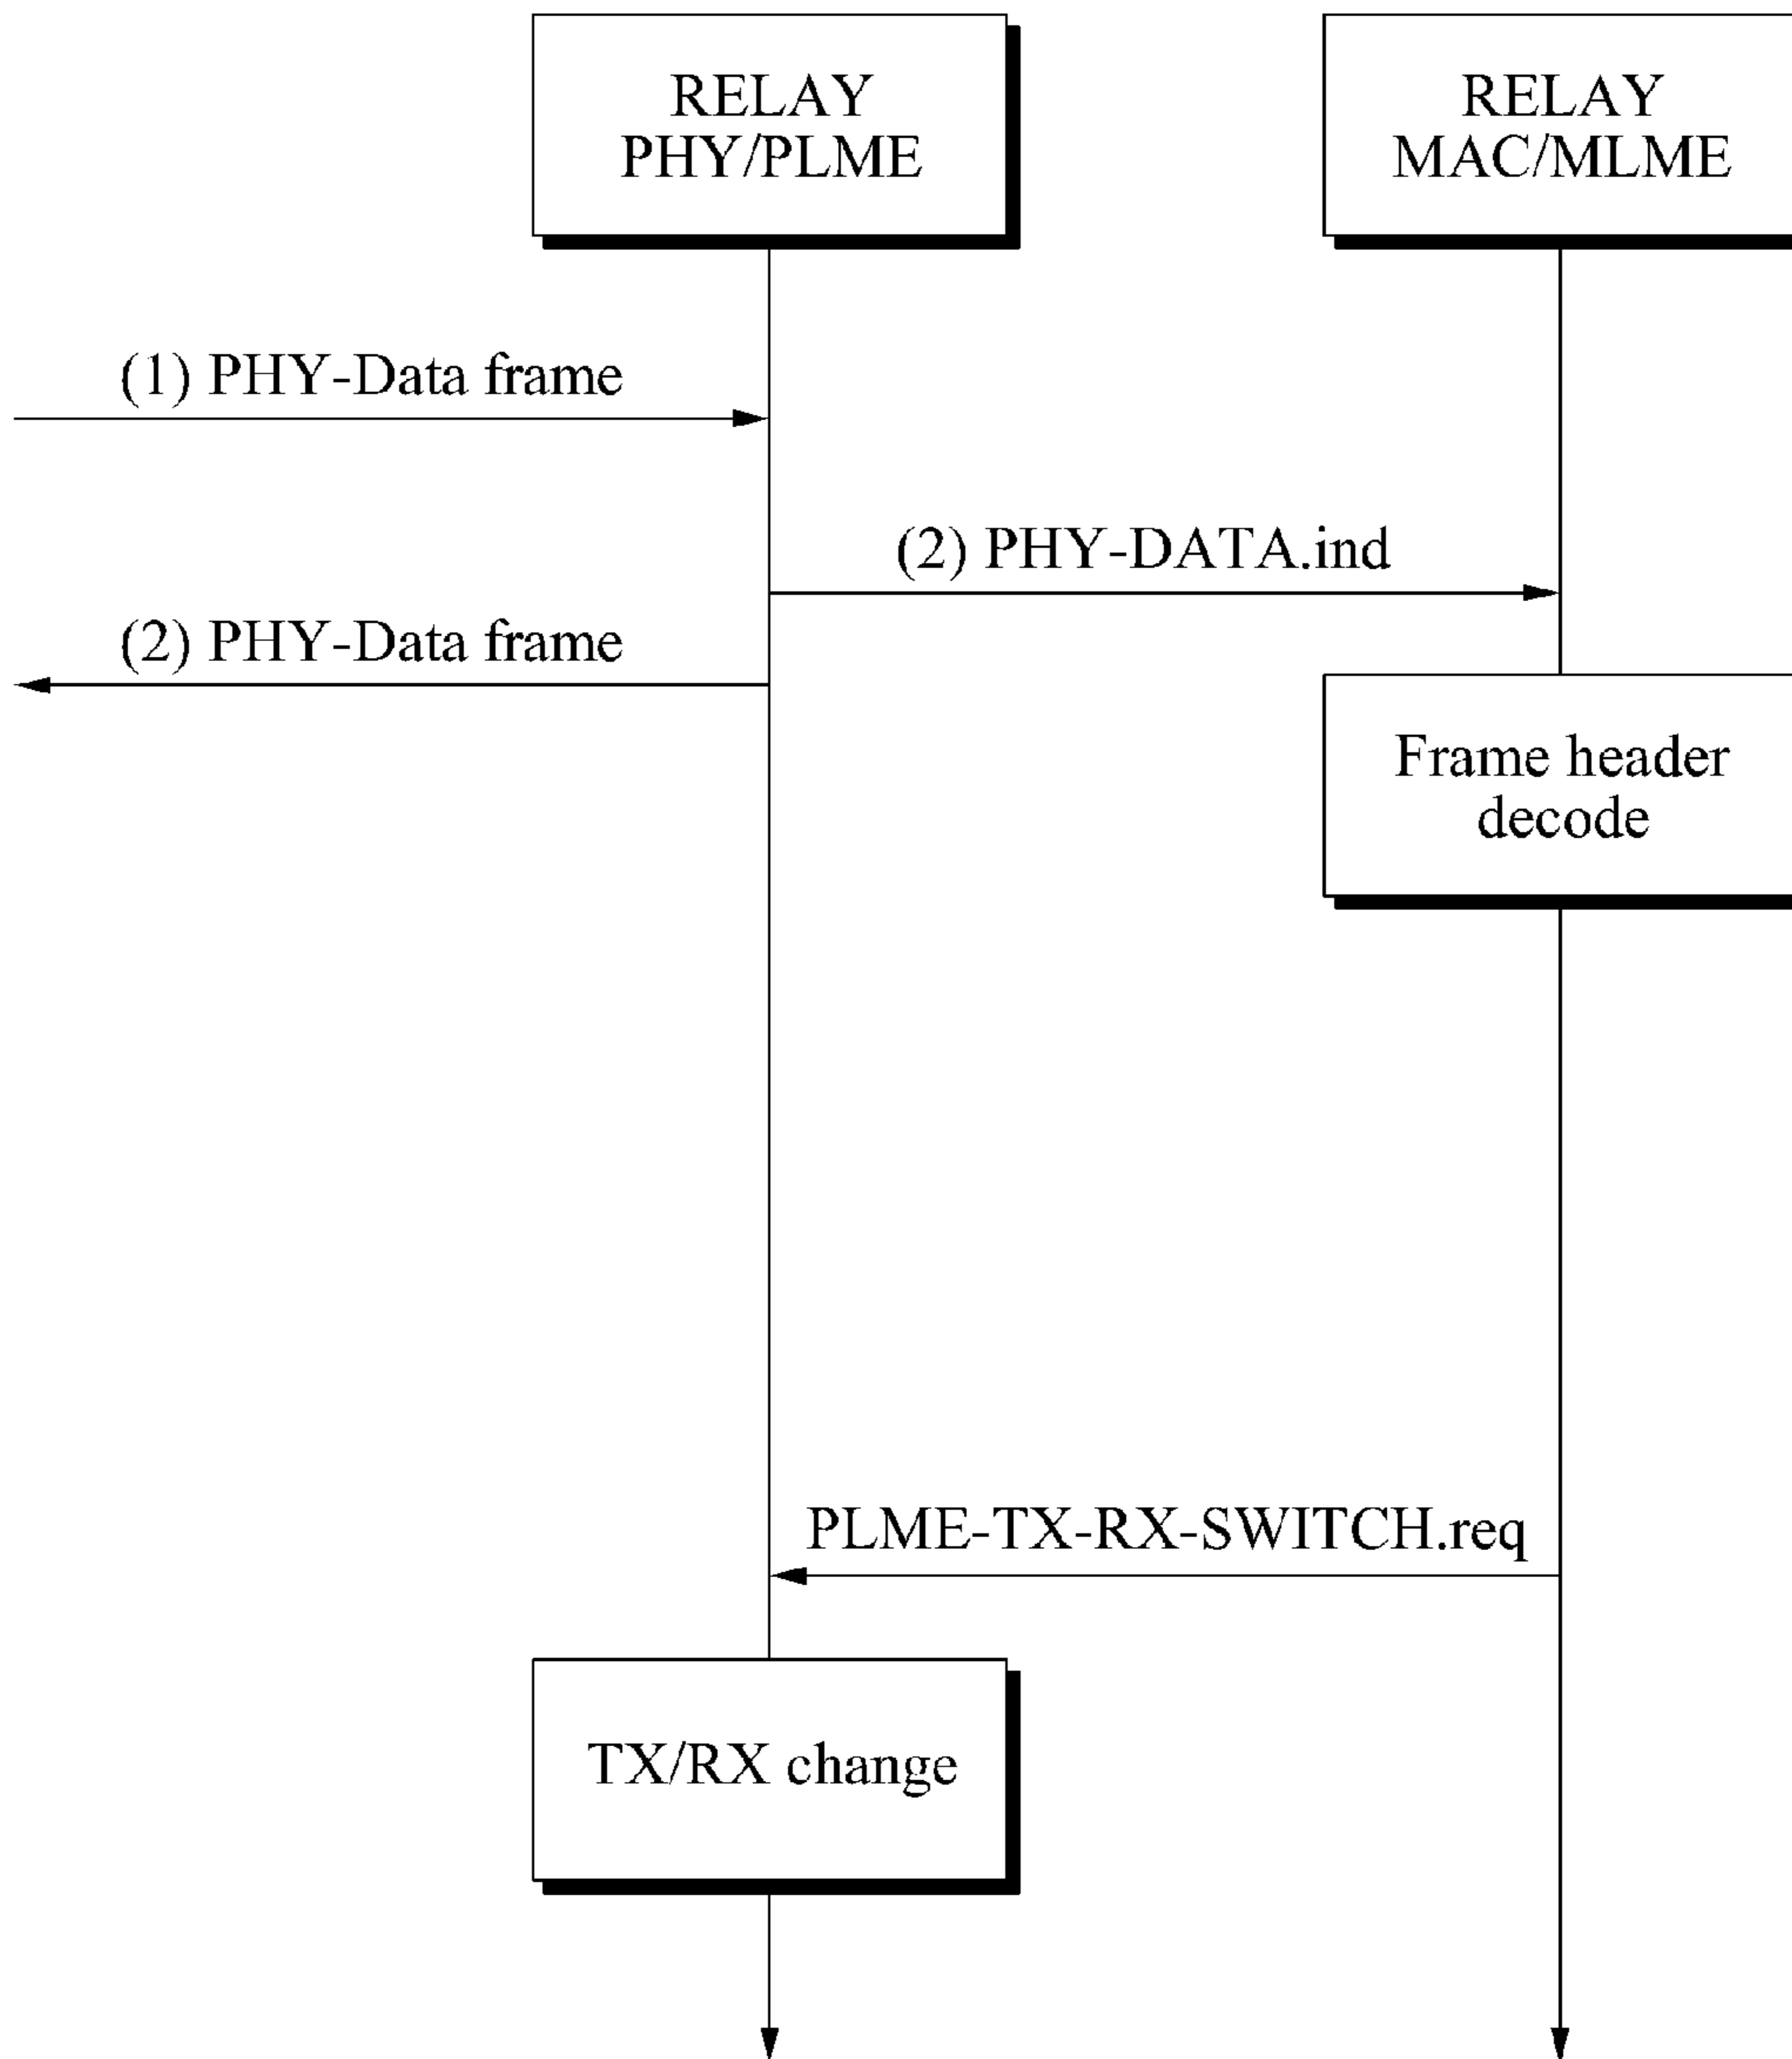 RELAY
PHY/PLME
RELAY
MAC/MLME
(1) PHY-Data frame
(2) PHY-DATA.ind
(2) PHY-Data frame
Frame header
decode
PLME-TX-RX-SWITCH.req
TX/RX change